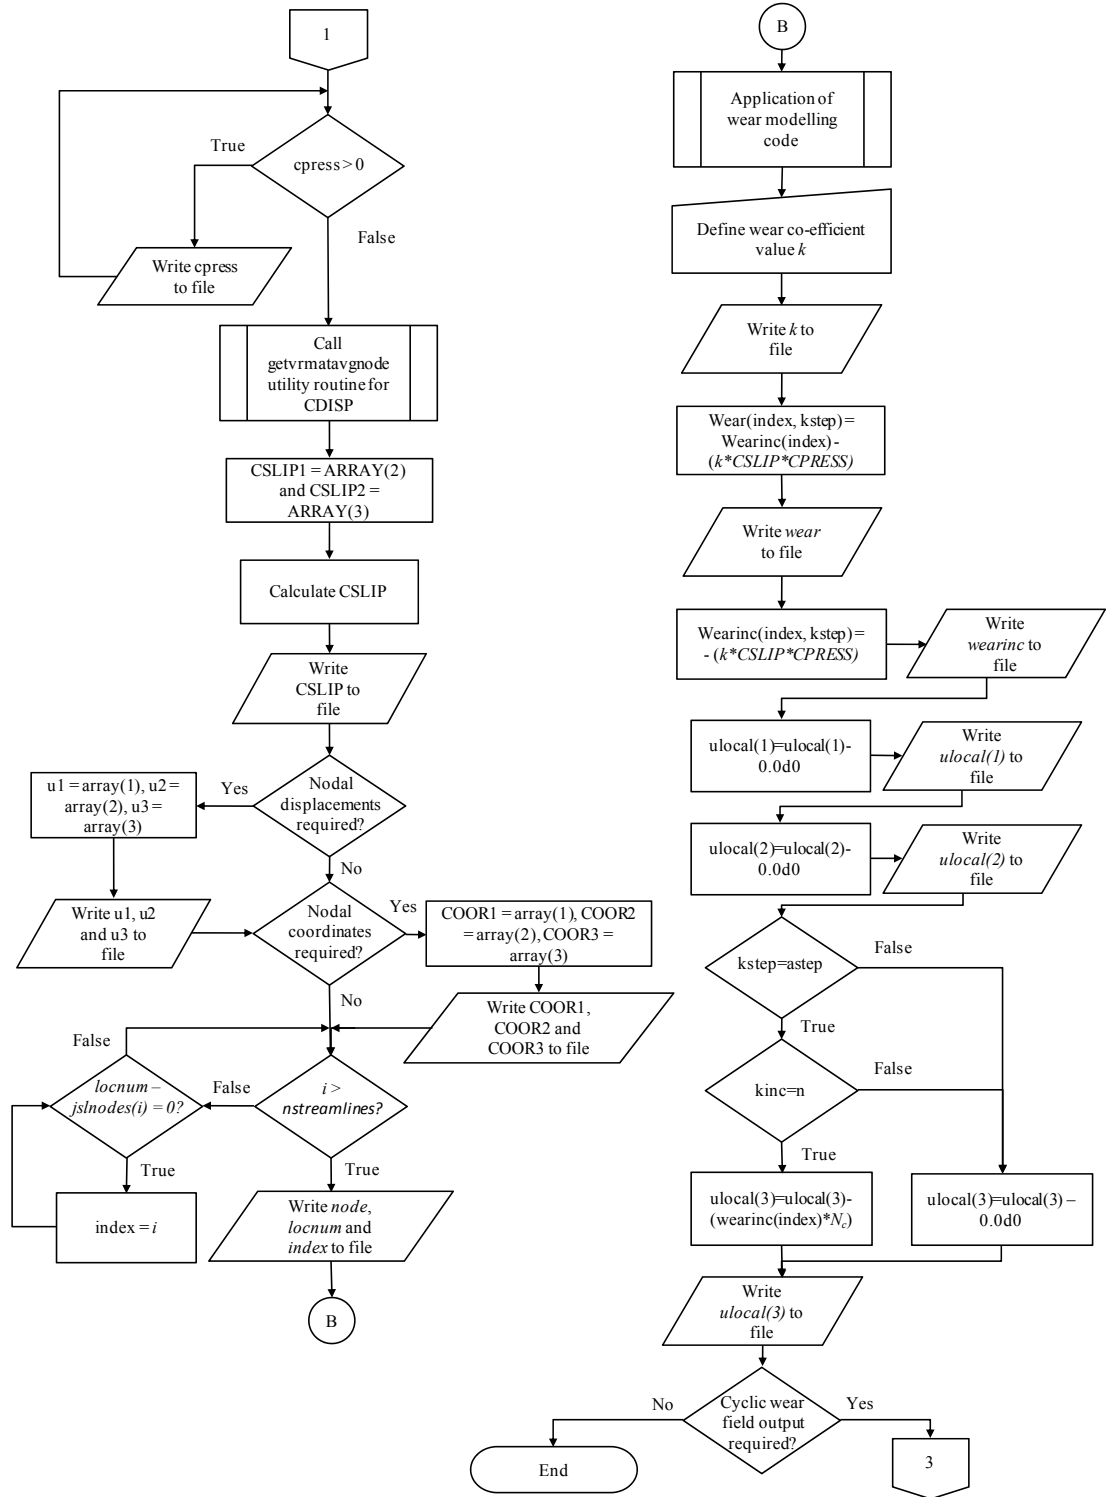 1
True
cpress > 0
False
Write cpress
to file
Call
getvrmatavgnode
utility routine for
CDISP
CSLIP1 = ARRAY(2)
and CSLIP2 =
ARRAY(3)
Calculate CSLIP
Write
CSLIP to
file
Nodal
displacements
required?
Yes
u1 = array(1), u2 =
array(2), u3 =
array(3)
No
Write u1, u2
and u3 to
file
Nodal
coordinates
required?
Yes
COOR1 = array(1), COOR2
= array(2), COOR3 =
array(3)
No
Write COOR1,
COOR2 and
COOR3 to file
False
locnum –
jslnodes(i) = 0?
False
i >
nstreamlines?
True
True
index = i
Write node,
locnum and
index to file
B
B
Application of
wear modelling
code
Define wear co-efficient
value k
Write k to
file
Wear(index, kstep) =
Wearinc(index) -
(k*CSLIP*CPRESS)
Write wear
to file
Wearinc(index, kstep) =
- (k*CSLIP*CPRESS)
Write
wearinc to
file
ulocal(1)=ulocal(1)-
0.0d0
Write
ulocal(1) to
file
ulocal(2)=ulocal(2)-
0.0d0
Write
ulocal(2) to
file
kstep=astep
False
True
kinc=n
False
True
ulocal(3)=ulocal(3)-
(wearinc(index)*Nc)
ulocal(3)=ulocal(3) –
0.0d0
Write
ulocal(3) to
file
Cyclic wear
field output
required?
No
Yes
End
3